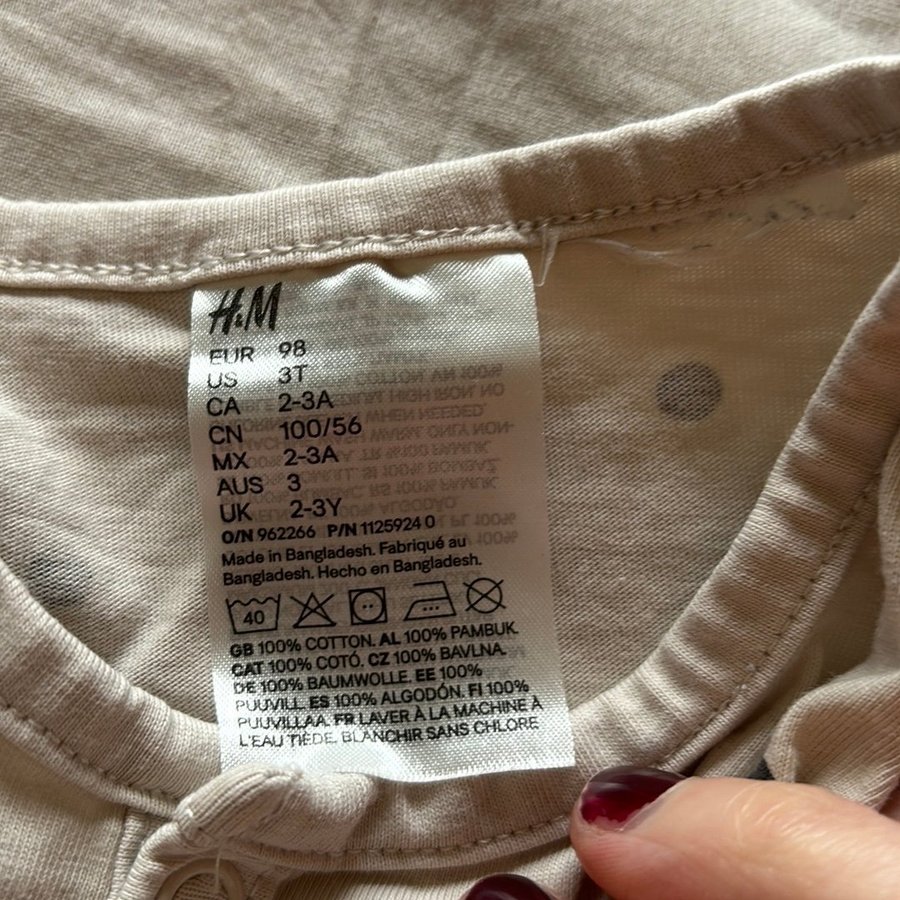 H&M
EUR 98
US 3T
CA 2-3A
CN 100/56
MX 2-3A
AUS 3
UK 2-3Y
O/N 962266 P/N 1125924 0
Made in Bangladesh. Fabriqué au
Bangladesh. Hecho en Bangladesh.
40
GB 100% COTTON. AL 100% PAMBUK.
CAT 100% COTÓ. CZ 100% BAVLNA.
DE 100% BAUMWOLLE. EE 100%
PUUVILL. ES 100% ALGODÓN. FI 100%
PUUVILLAA. FR LAVER À LA MACHINE À
L'EAU TIÈDE. BLANCHIR SANS CHLORE